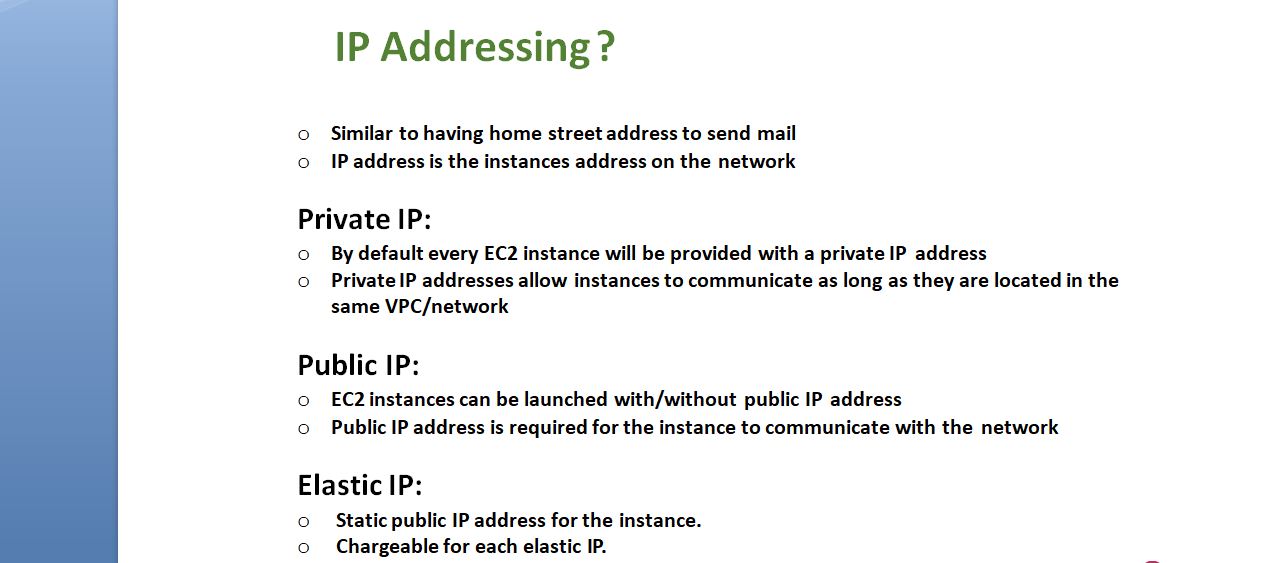 IP Addressing?
o Similar to having home street address to send mail
o IP address is the instances address on the network
Private IP:
o By default every EC2 instance will be provided with a private IP address
o Private IP addresses allow instances to communicate as long as they are located in the
same VPC/network
Public IP:
o EC2 instances can be launched with/without public IP address
o Public IP address is required for the instance to communicate with the network
Elastic IP:
o Static public IP address for the instance.
o Chargeable for each elastic IP.